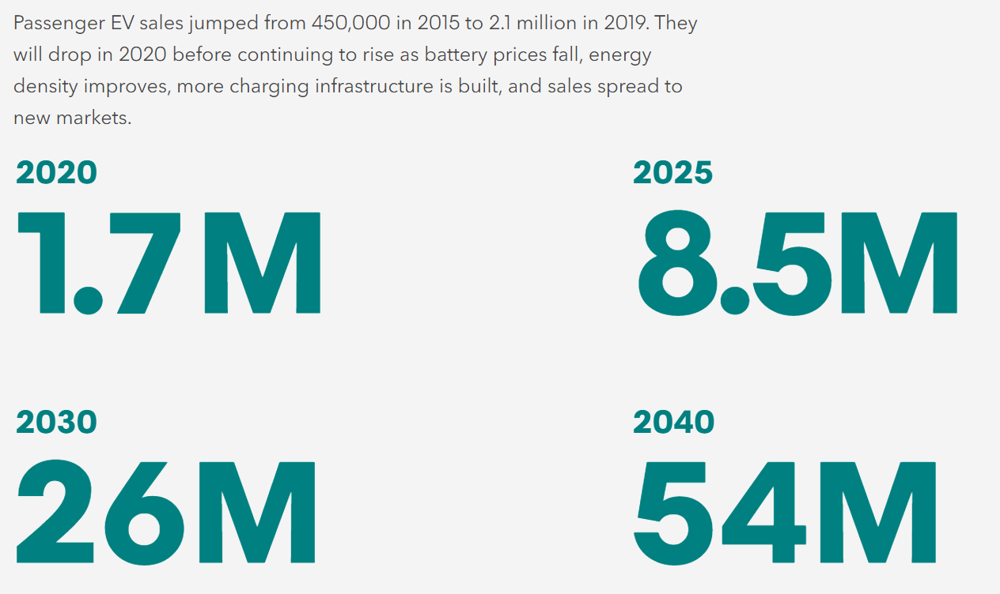 Passenger EV sales jumped from 450,000 in 2015 to 2.1 million in 2019. They
will drop in 2020 before continuing to rise as battery prices fall, energy
density improves, more charging infrastructure is built, and sales spread to
new markets.
2020
1.7M
2025
8.5M
2030
26M
2040
54M